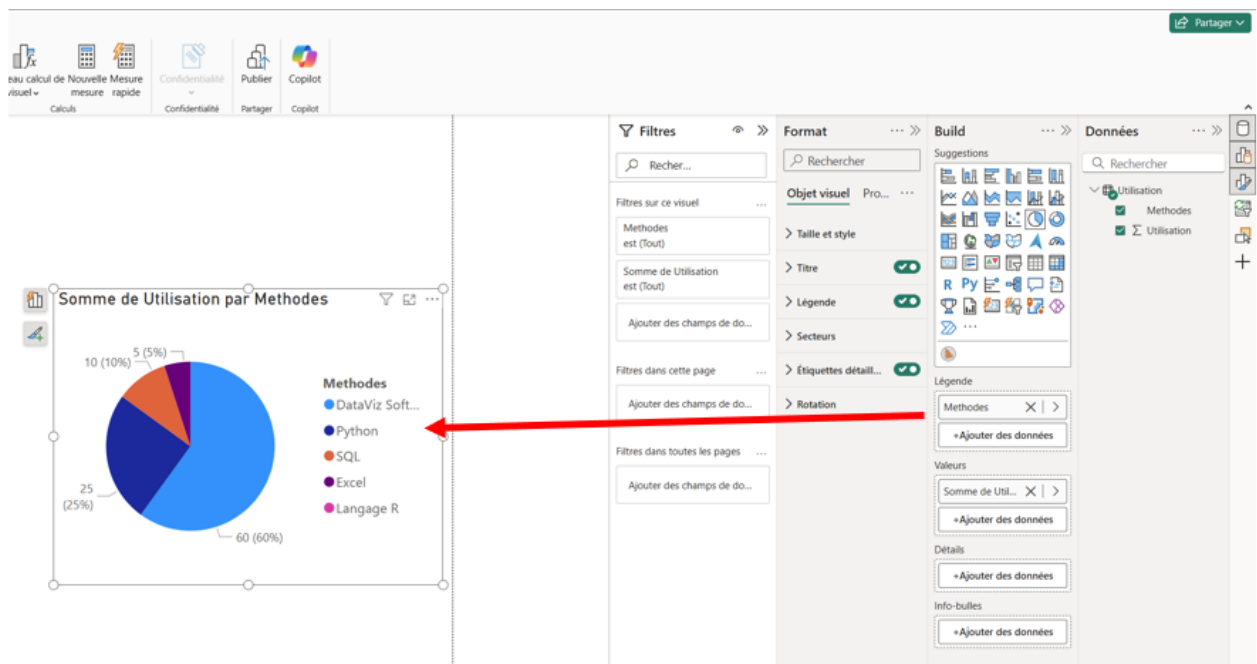 Partager
eau calcul de Nouvelle Mesure
visuel mesure rapide
Confidentialité
Publier
Copilot
Calculs
Confidentialité
Partager
Copilot
Filtres
Recher...
Filtres sur ce visuel ...
Methodes
est (Tout)
Somme de Utilisation
est (Tout)
Ajouter des champs de do...
Filtres dans cette page ...
Ajouter des champs de do...
Filtres dans toutes les pages ...
Ajouter des champs de do...
Format
Rechercher
Objet visuel Pro... ...
Taille et style
Titre
Légende
Secteurs
Étiquettes détaill...
Rotation
Build
Suggestions
R Py
Légende
Methodes
+Ajouter des données
Valeurs
Somme de Util...
+Ajouter des données
Détails
+Ajouter des données
Info-bulles
+Ajouter des données
Données
Rechercher
Utilisation
Methodes
Σ Utilisation
Somme de Utilisation par Methodes
5 (5%)
10 (10%)
25
(25%)
60 (60%)
Methodes
DataViz Soft...
Python
SQL
Excel
Langage R